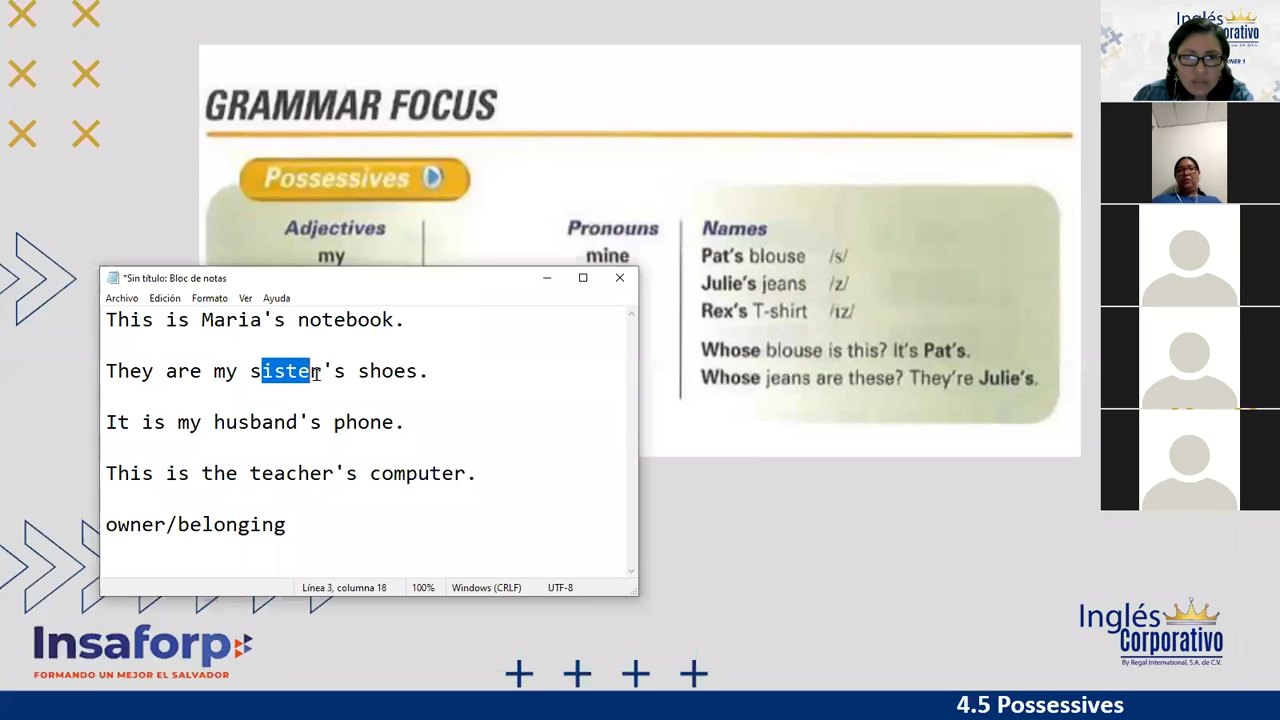 GRAMMAR FOCUS
Possessives
Adjectives
my
Pronouns
mine
Names
Pat's blouse /s/
Julie's jeans /z/
Rex's T-shirt /ɪz/
Whose blouse is this? It's Pat's.
Whose jeans are these? They're Julie's.
*Sin título: Bloc de notas
Archivo Edición Formato Ver Ayuda
This is Maria's notebook.
They are my sister's shoes.
It is my husband's phone.
This is the teacher's computer.
owner/belonging
Línea 3, columna 18 100% Windows (CRLF) UTF-8
Insaforp
FORMANDO UN MEJOR EL SALVADOR
Inglés
Corporativo
By Regal International, S.A. de C.V.
4.5 Possessives